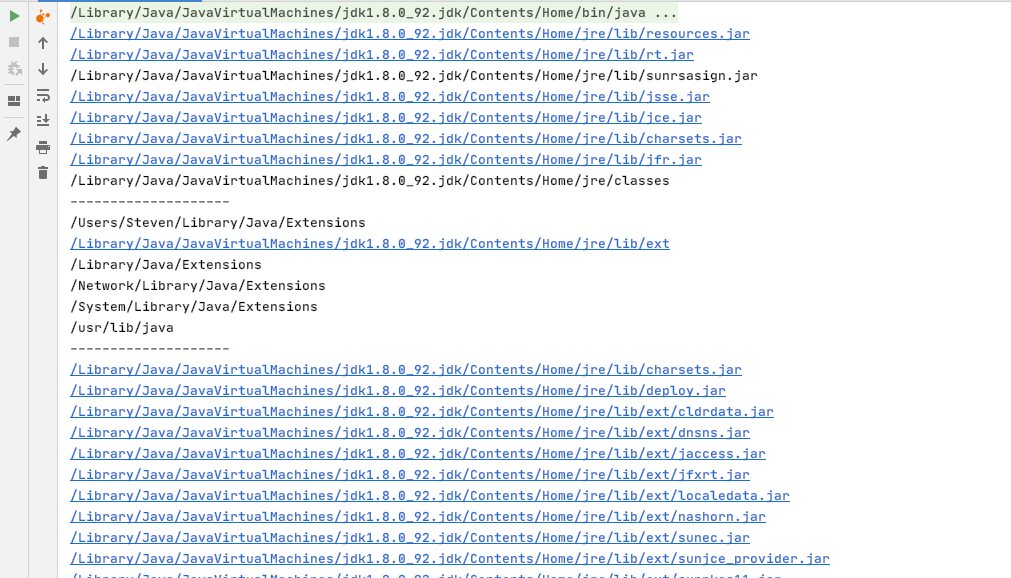 /Library/Java/JavaVirtualMachines/jdk1.8.0_92.jdk/Contents/Home/bin/java ...
/Library/Java/JavaVirtualMachines/jdk1.8.0_92.jdk/Contents/Home/jre/lib/resources.jar
/Library/Java/JavaVirtualMachines/jdk1.8.0_92.jdk/Contents/Home/jre/lib/rt.jar
/Library/Java/JavaVirtualMachines/jdk1.8.0_92.jdk/Contents/Home/jre/lib/sunrsasign.jar
/Library/Java/JavaVirtualMachines/jdk1.8.0_92.jdk/Contents/Home/jre/lib/jsse.jar
/Library/Java/JavaVirtualMachines/jdk1.8.0_92.jdk/Contents/Home/jre/lib/jce.jar
/Library/Java/JavaVirtualMachines/jdk1.8.0_92.jdk/Contents/Home/jre/lib/charsets.jar
/Library/Java/JavaVirtualMachines/jdk1.8.0_92.jdk/Contents/Home/jre/lib/jfr.jar
/Library/Java/JavaVirtualMachines/jdk1.8.0_92.jdk/Contents/Home/jre/classes
--------------------
/Users/Steven/Library/Java/Extensions
/Library/Java/JavaVirtualMachines/jdk1.8.0_92.jdk/Contents/Home/jre/lib/ext
/Library/Java/Extensions
/Network/Library/Java/Extensions
/System/Library/Java/Extensions
/usr/lib/java
--------------------
/Library/Java/JavaVirtualMachines/jdk1.8.0_92.jdk/Contents/Home/jre/lib/charsets.jar
/Library/Java/JavaVirtualMachines/jdk1.8.0_92.jdk/Contents/Home/jre/lib/deploy.jar
/Library/Java/JavaVirtualMachines/jdk1.8.0_92.jdk/Contents/Home/jre/lib/ext/cldrdata.jar
/Library/Java/JavaVirtualMachines/jdk1.8.0_92.jdk/Contents/Home/jre/lib/ext/dnsns.jar
/Library/Java/JavaVirtualMachines/jdk1.8.0_92.jdk/Contents/Home/jre/lib/ext/jaccess.jar
/Library/Java/JavaVirtualMachines/jdk1.8.0_92.jdk/Contents/Home/jre/lib/ext/jfxrt.jar
/Library/Java/JavaVirtualMachines/jdk1.8.0_92.jdk/Contents/Home/jre/lib/ext/localedata.jar
/Library/Java/JavaVirtualMachines/jdk1.8.0_92.jdk/Contents/Home/jre/lib/ext/nashorn.jar
/Library/Java/JavaVirtualMachines/jdk1.8.0_92.jdk/Contents/Home/jre/lib/ext/sunec.jar
/Library/Java/JavaVirtualMachines/jdk1.8.0_92.jdk/Contents/Home/jre/lib/ext/sunjce_provider.jar